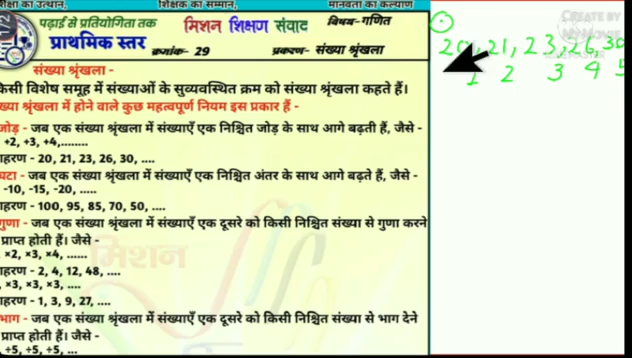 शिक्षा का उत्थान, शिक्षक का सम्मान, मानवता का कल्याण
पढ़ाई से प्रतियोगिता तक
मिशन शिक्षण संवाद
विषय-गणित
प्राथमिक स्तर
क्रमांक- 29
प्रकरण- संख्या श्रृंखला
संख्या श्रृंखला -
किसी विशेष समूह में संख्याओं के सुव्यवस्थित क्रम को संख्या श्रृंखला कहते हैं।
ख्या श्रृंखला में होने वाले कुछ महत्वपूर्ण नियम इस प्रकार हैं -
जोड़ - जब एक संख्या श्रृंखला में संख्याएँ एक निश्चित जोड़ के साथ आगे बढ़ती हैं, जैसे -
+2, +3, +4,........
ाहरण - 20, 21, 23, 26, 30, ....
घटा - जब एक संख्या श्रृंखला में संख्याएँ एक निश्चित अंतर के साथ आगे बढ़ते हैं, जैसे -
-10, -15, -20, .....
ाहरण - 100, 95, 85, 70, 50, ....
गुणा - जब एक संख्या श्रृंखला में संख्याएँ एक दूसरे को किसी निश्चित संख्या से गुणा करने
प्राप्त होती हैं। जैसे -
×2, ×3, ×4, ......
ाहरण - 2, 4, 12, 48, ....
×3, ×3, ×3, ....
ाहरण - 1, 3, 9, 27, ....
भाग - जब एक संख्या श्रृंखला में संख्याएँ एक दूसरे को किसी निश्चित संख्या से भाग देने
प्राप्त होती हैं। जैसे -
÷5, ÷5, ÷5, ...
मिशन
20, 21, 23, 26, 30
1 2 3 4 5